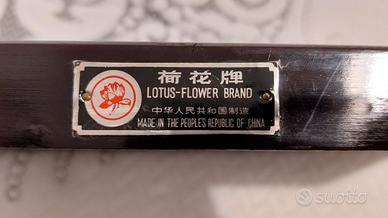 荷花牌
LOTUS-FLOWER BRAND
中华人民共和国制造
MADE IN THE PEOPLE'S REPUBLIC OF CHINA
subito